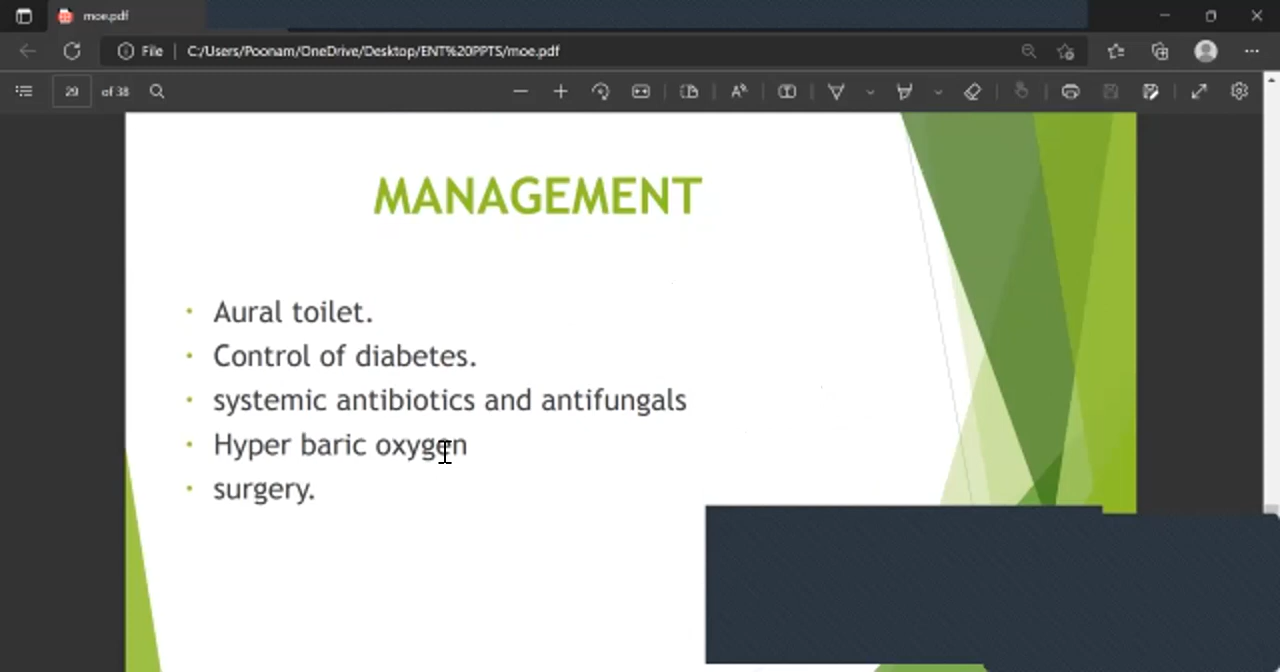 moe.pdf
File C:/Users/Poonam/OneDrive/Desktop/ENT%20PPTS/moe.pdf
29 of 38
MANAGEMENT
• Aural toilet.
• Control of diabetes.
• systemic antibiotics and antifungals
• Hyper baric oxygen
• surgery.